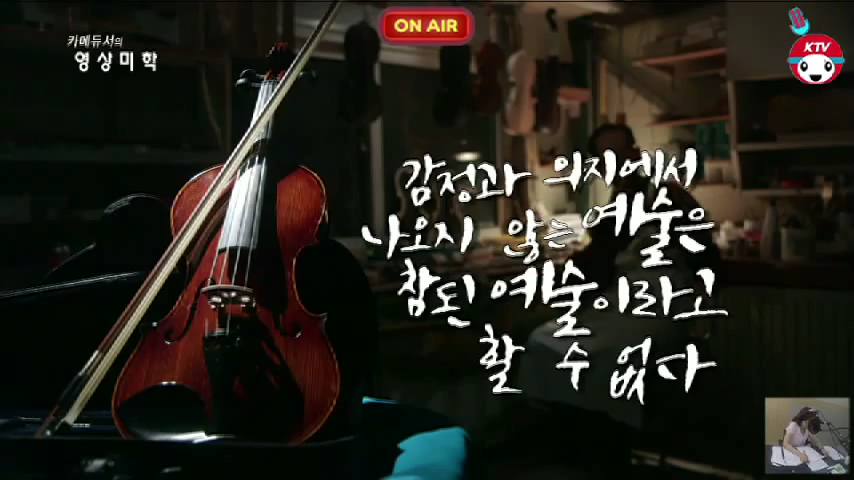 카메듀서의
영상미학
ON AIR
KTV
감정과 의지에서
나오지 않는 예술은
참된 예술이라고
할 수 없다